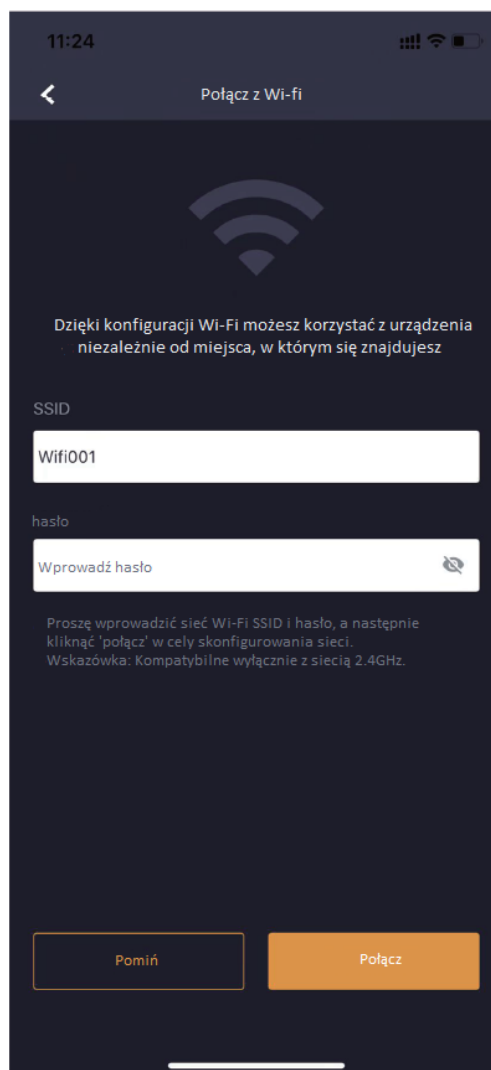 11:24
Połącz z Wi-fi
Dzięki konfiguracji Wi-Fi możesz korzystać z urządzenia
niezależnie od miejsca, w którym się znajdujesz
SSID
Wifi001
hasło
Wprowadź hasło
Proszę wprowadzić sieć Wi-Fi SSID i hasło, a następnie
kliknąć 'połącz' w cely skonfigurowania sieci.
Wskazówka: Kompatybilne wyłącznie z siecią 2.4GHz.
Pomiń
Połącz